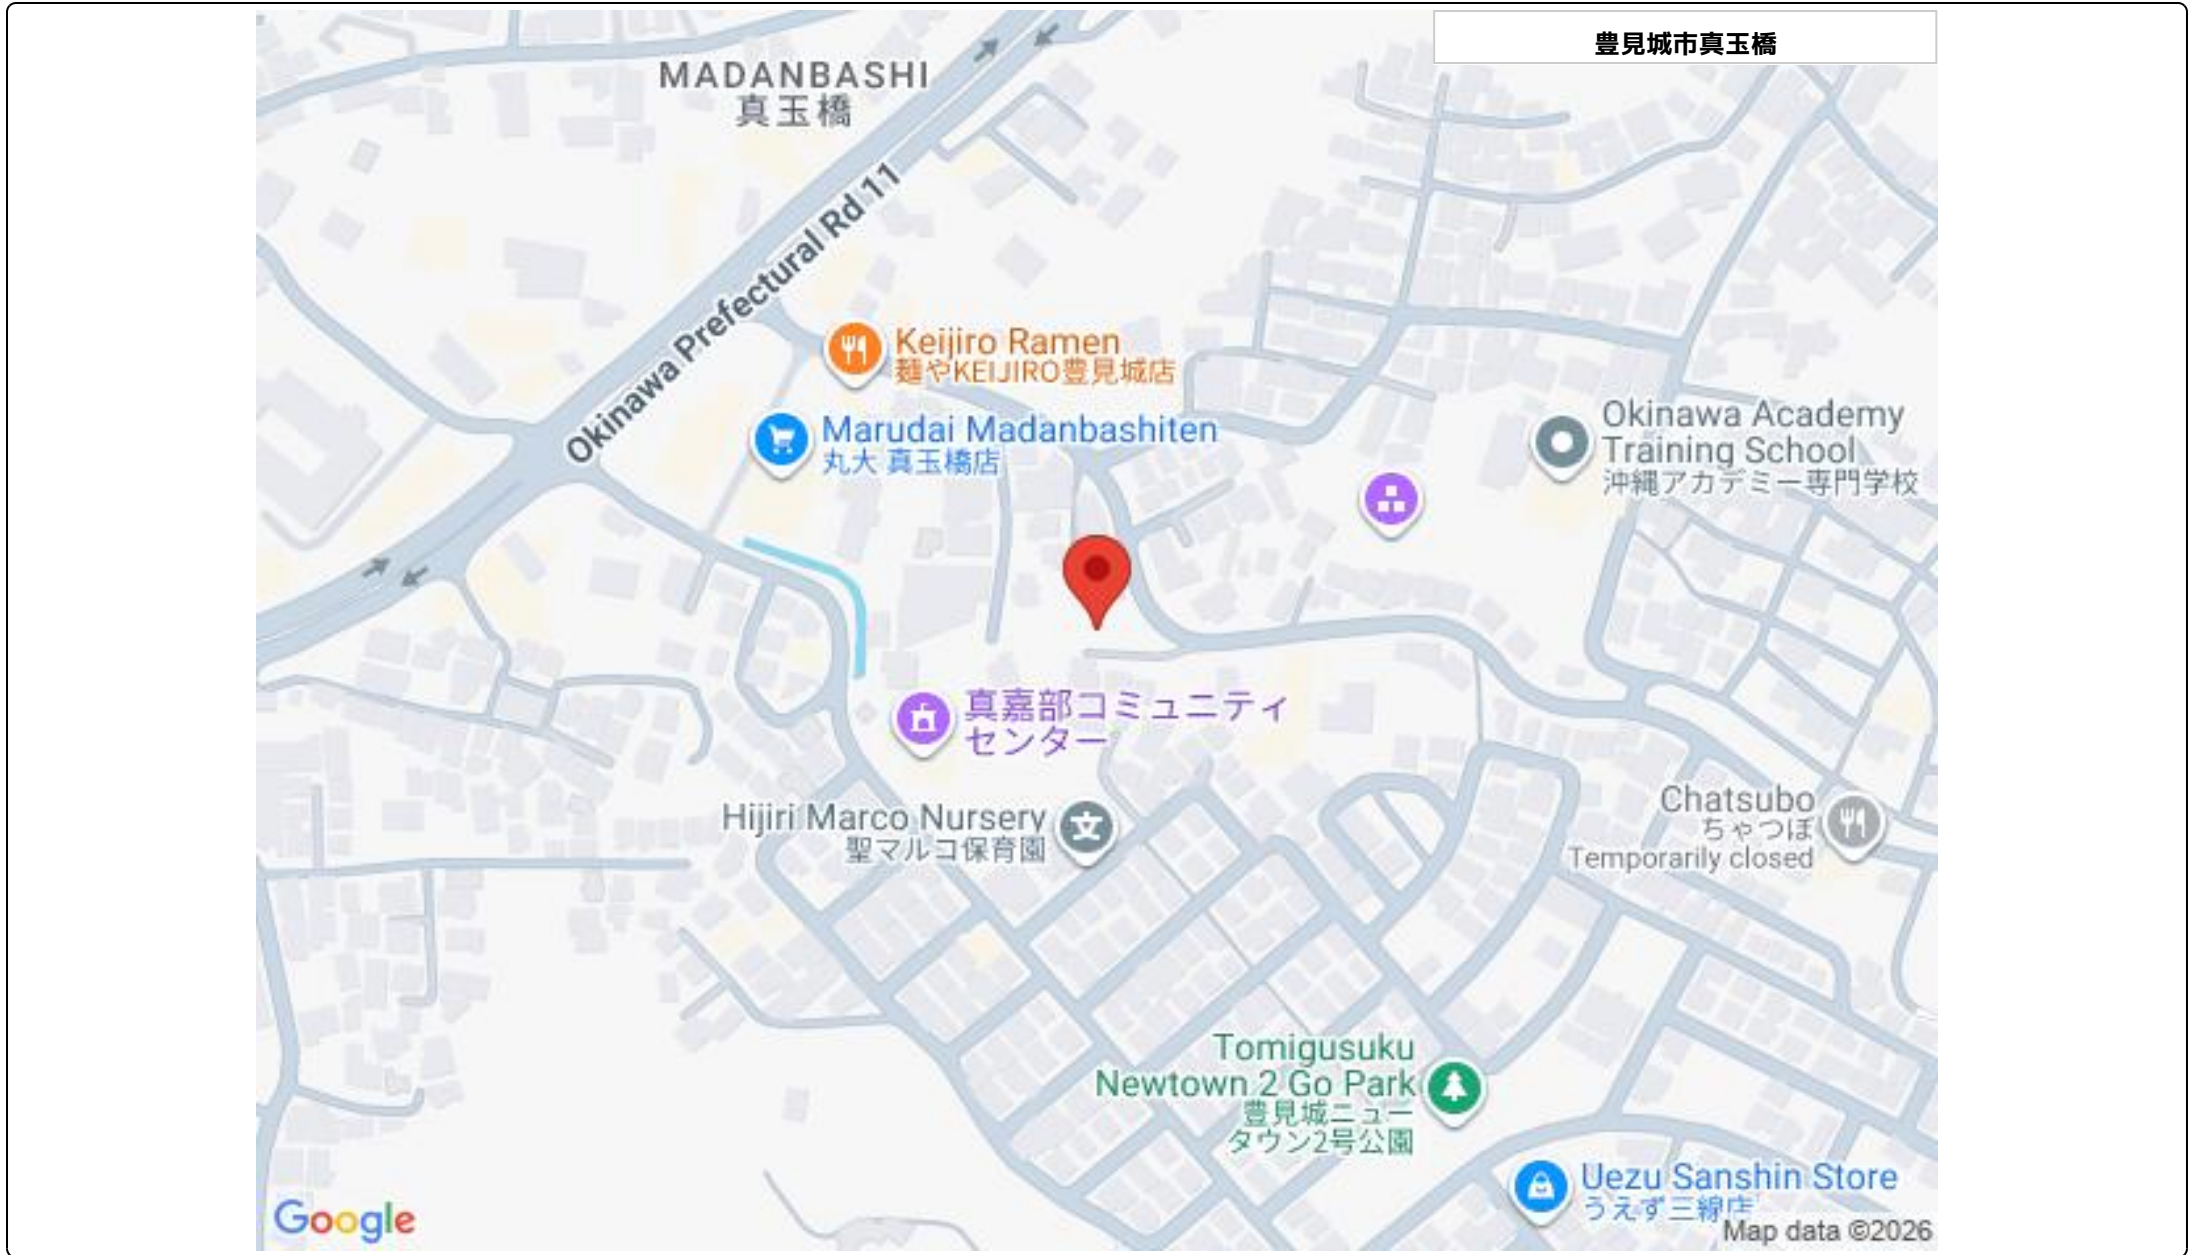 豊見城市真玉橋
MADANBASHI
真玉橋
Okinawa Prefectural Rd 11
Keijiro Ramen
麺やKEIJIRO豊見城店
Marudai Madanbashiten
丸大 真玉橋店
Okinawa Academy
Training School
沖縄アカデミー専門学校
真嘉部コミュニティ
センター
Hijiri Marco Nursery
聖マルコ保育園
Chatsubo
ちゃつぼ
Temporarily closed
Tomigusuku
Newtown 2 Go Park
豊見城ニュー
タウン2号公園
Uezu Sanshin Store
うえず三線店
Google
Map data ©2026